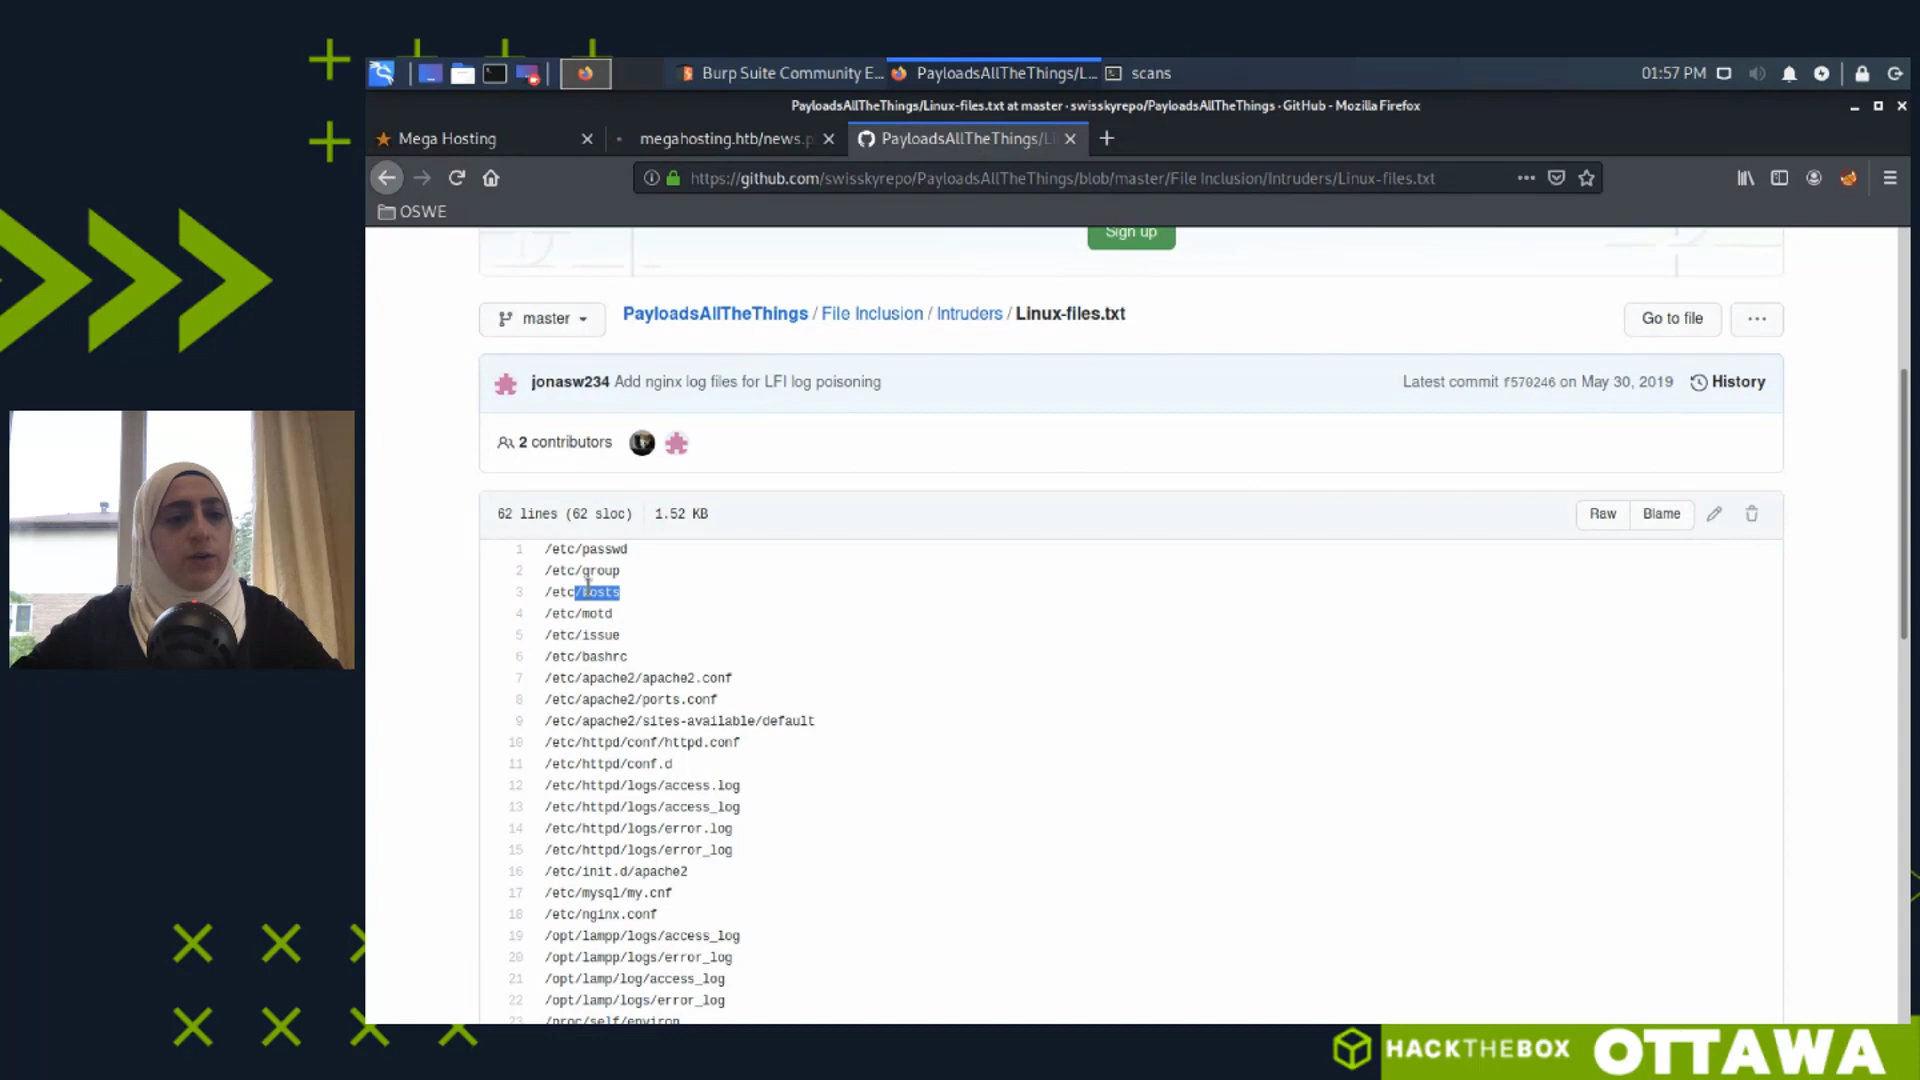 Burp Suite Community E...
PayloadsAllTheThings/L...
scans
01:57 PM
PayloadsAllTheThings/Linux-files.txt at master · swisskyrepo/PayloadsAllTheThings · GitHub - Mozilla Firefox
Mega Hosting
megahosting.htb/news.p
PayloadsAllTheThings/Li
https://github.com/swisskyrepo/PayloadsAllTheThings/blob/master/File Inclusion/Intruders/Linux-files.txt
OSWE
Sign up
master
PayloadsAllTheThings / File Inclusion / Intruders / Linux-files.txt
Go to file
jonasw234 Add nginx log files for LFI log poisoning
Latest commit f570246 on May 30, 2019
History
2 contributors
62 lines (62 sloc)
1.52 KB
Raw
Blame
1 /etc/passwd
2 /etc/group
3 /etc/hosts
4 /etc/motd
5 /etc/issue
6 /etc/bashrc
7 /etc/apache2/apache2.conf
8 /etc/apache2/ports.conf
9 /etc/apache2/sites-available/default
10 /etc/httpd/conf/httpd.conf
11 /etc/httpd/conf.d
12 /etc/httpd/logs/access.log
13 /etc/httpd/logs/access_log
14 /etc/httpd/logs/error.log
15 /etc/httpd/logs/error_log
16 /etc/init.d/apache2
17 /etc/mysql/my.cnf
18 /etc/nginx.conf
19 /opt/lampp/logs/access_log
20 /opt/lampp/logs/error_log
21 /opt/lamp/log/access_log
22 /opt/lamp/logs/error_log
23 /proc/self/environ
HACKTHEBOX OTTAWA